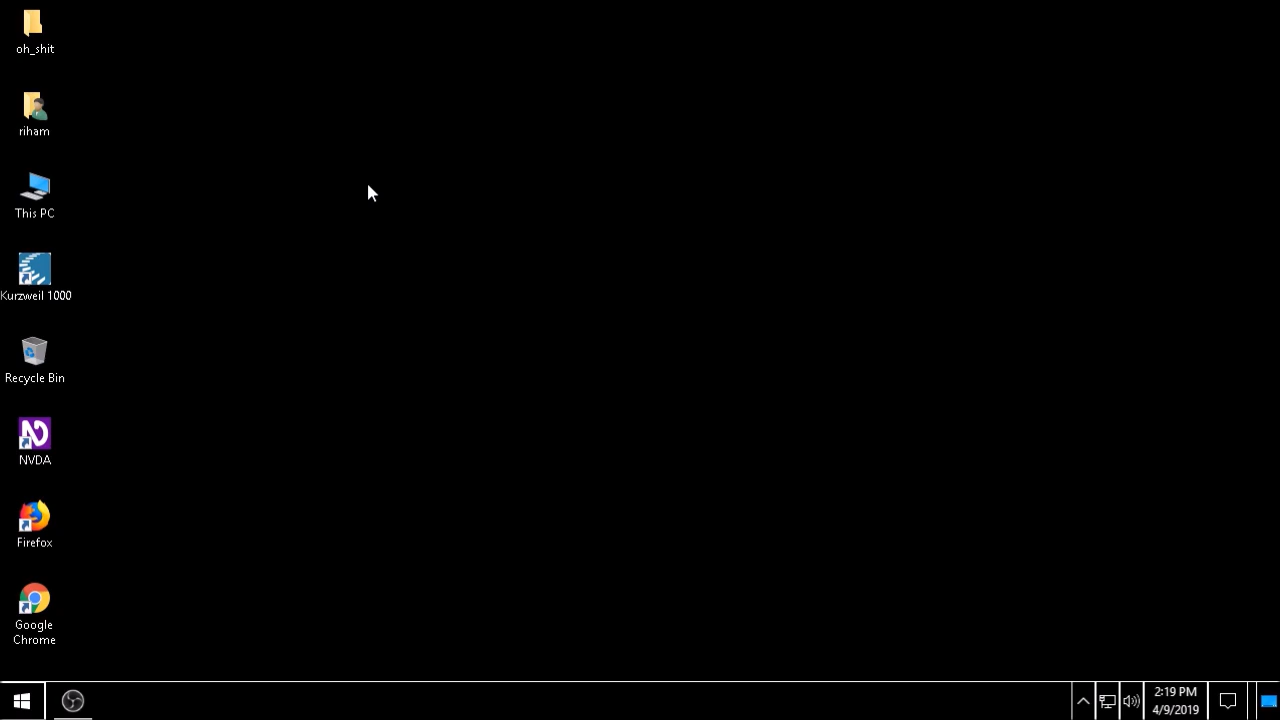 oh_shit
riham
This PC
Kurzweil 1000
Recycle Bin
NVDA
Firefox
Google
Chrome
2:19 PM
4/9/2019